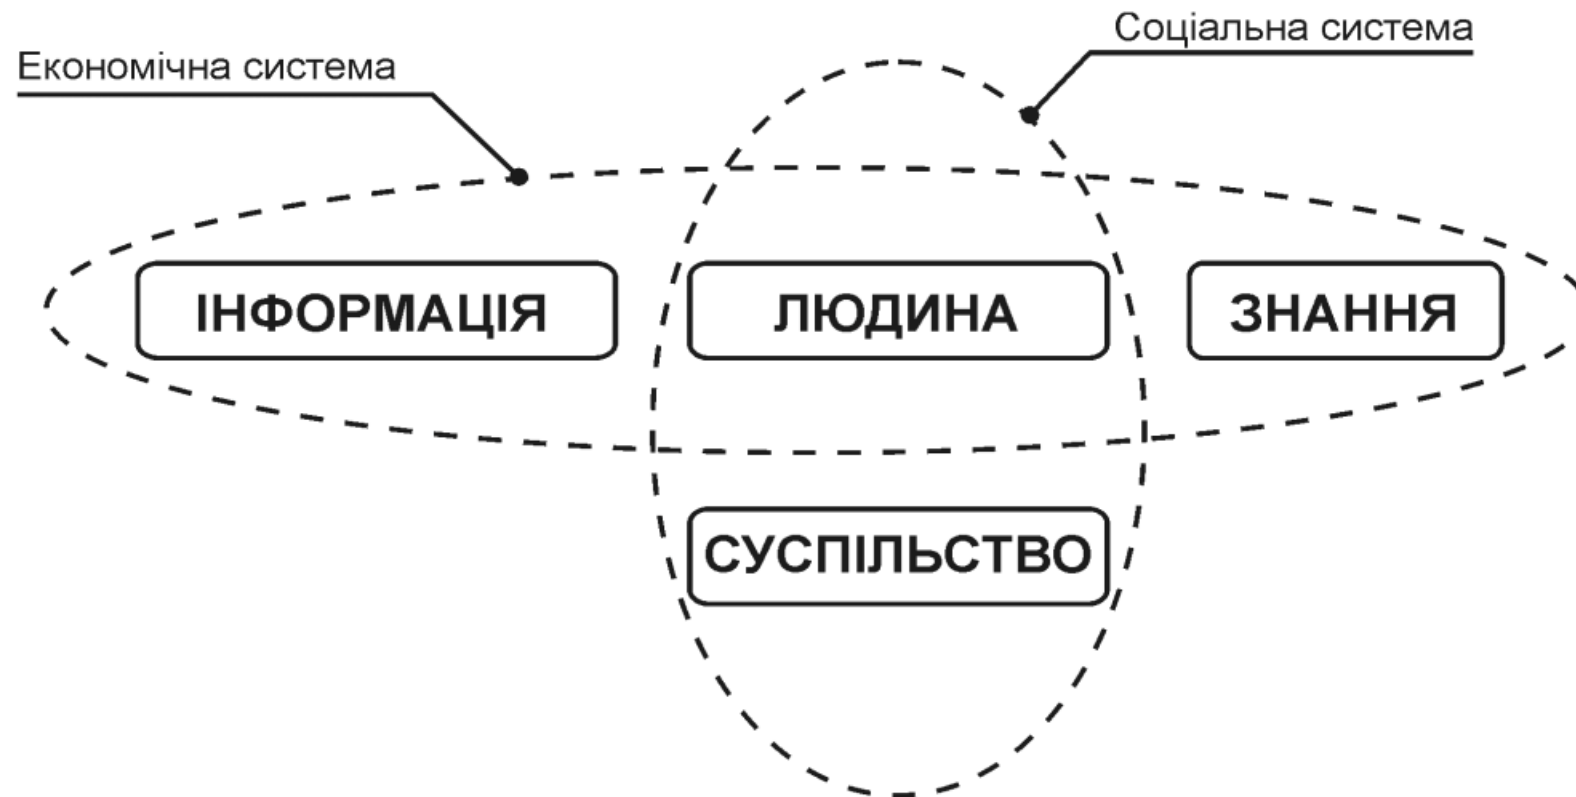 Соціальна система
Економічна система
ІНФОРМАЦІЯ
ЛЮДИНА
ЗНАННЯ
СУСПІЛЬСТВО